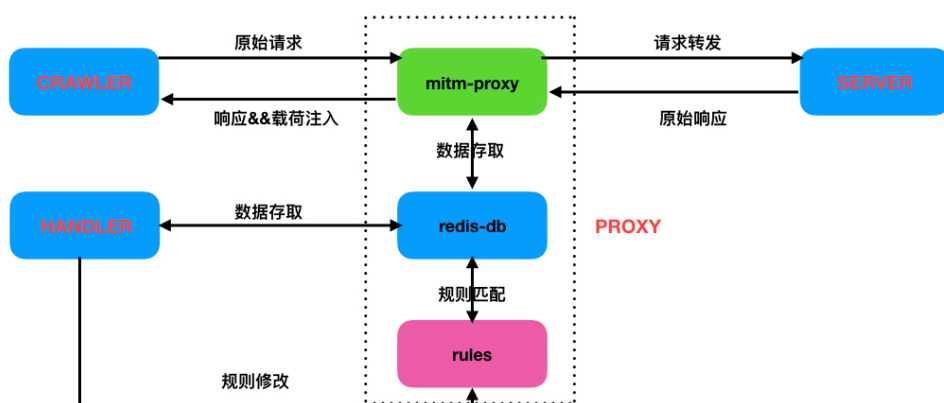 原始请求
请求转发
CRAWLER
mitm-proxy
SERVER
响应&&载荷注入
原始响应
数据存取
数据存取
HANDLER
redis-db
PROXY
规则匹配
rules
规则修改